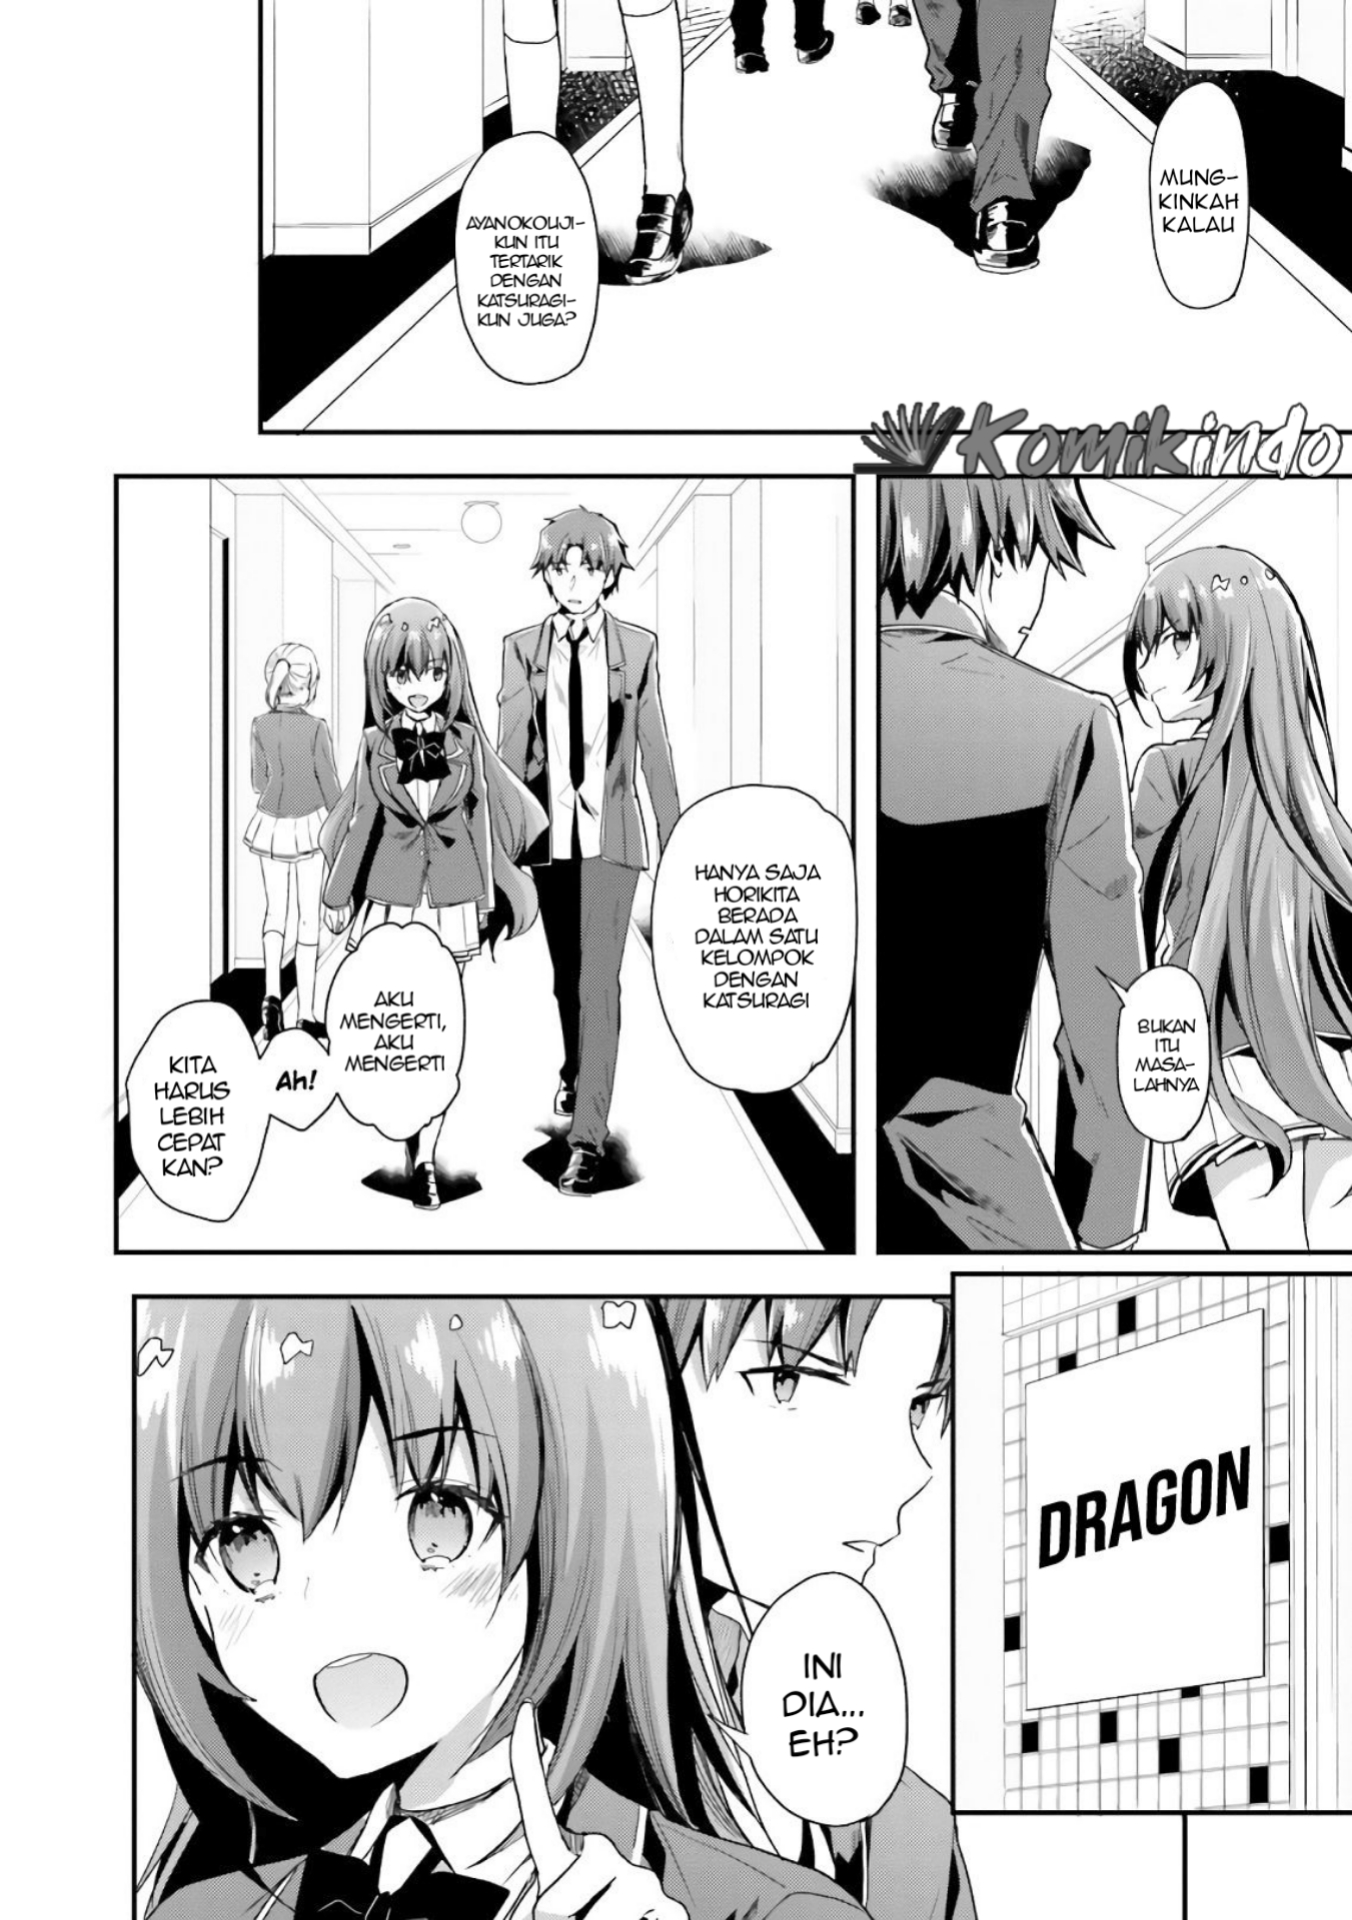 MUNG-
KINKAH
KALAU
AYANOKOUJI-
KUN ITU
TERTARIK
DENGAN
KATSURAGI-
KUN JUGA?
Komikindo
BUKAN
ITU
MASA-
LAHNYA
HANYA SAJA
HORIKITA
BERADA
DALAM SATU
KELOMPOK
DENGAN
KATSURAGI
AKU
MENGERTI,
AKU
MENGERTI
Ah!
KITA
HARUS
LEBIH
CEPAT
KAN?
DRAGON
INI
DIA...
EH?